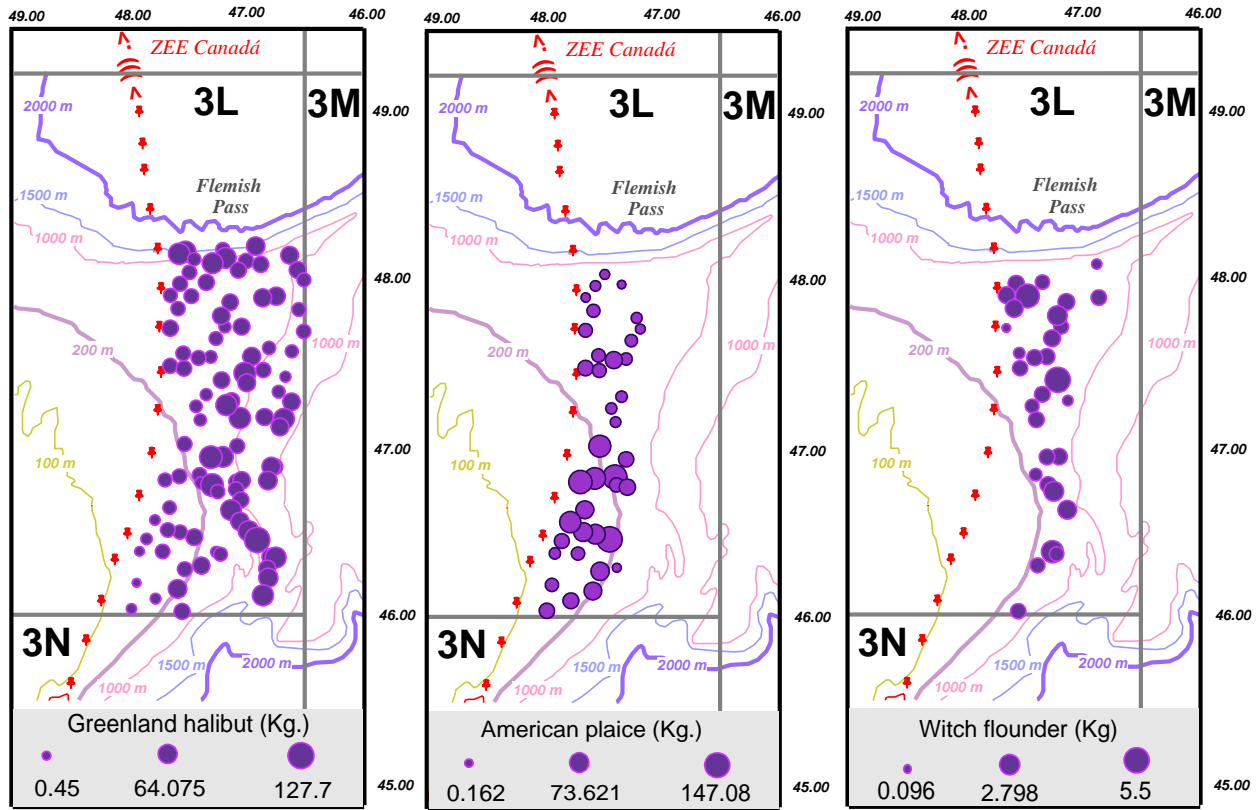 49.00 48.00 47.00 46.00
ZEE Canadá
3L 3M
2000 m
49.00
Flemish
Pass
1500 m
1000 m
48.00
200 m
1000 m
47.00
100 m
46.00
3N
1500 m
2000 m
1000 m
Greenland halibut (Kg.)
0.45 64.075 127.7
45.00
48.00 47.00 46.00
ZEE Canadá
3L 3M
2000 m
49.00
Flemish
Pass
1500 m
1000 m
48.00
200 m
1000 m
47.00
100 m
46.00
3N
1500 m
2000 m
1000 m
American plaice (Kg.)
0.162 73.621 147.08
45.00
49.00 48.00 47.00 46.00
ZEE Canadá
3L 3M
2000 m
49.00
Flemish
Pass
1500 m
1000 m
48.00
200 m
1000 m
47.00
100 m
46.00
3N
1500 m
2000 m
1000 m
Witch flounder (Kg)
0.096 2.798 5.5
45.00